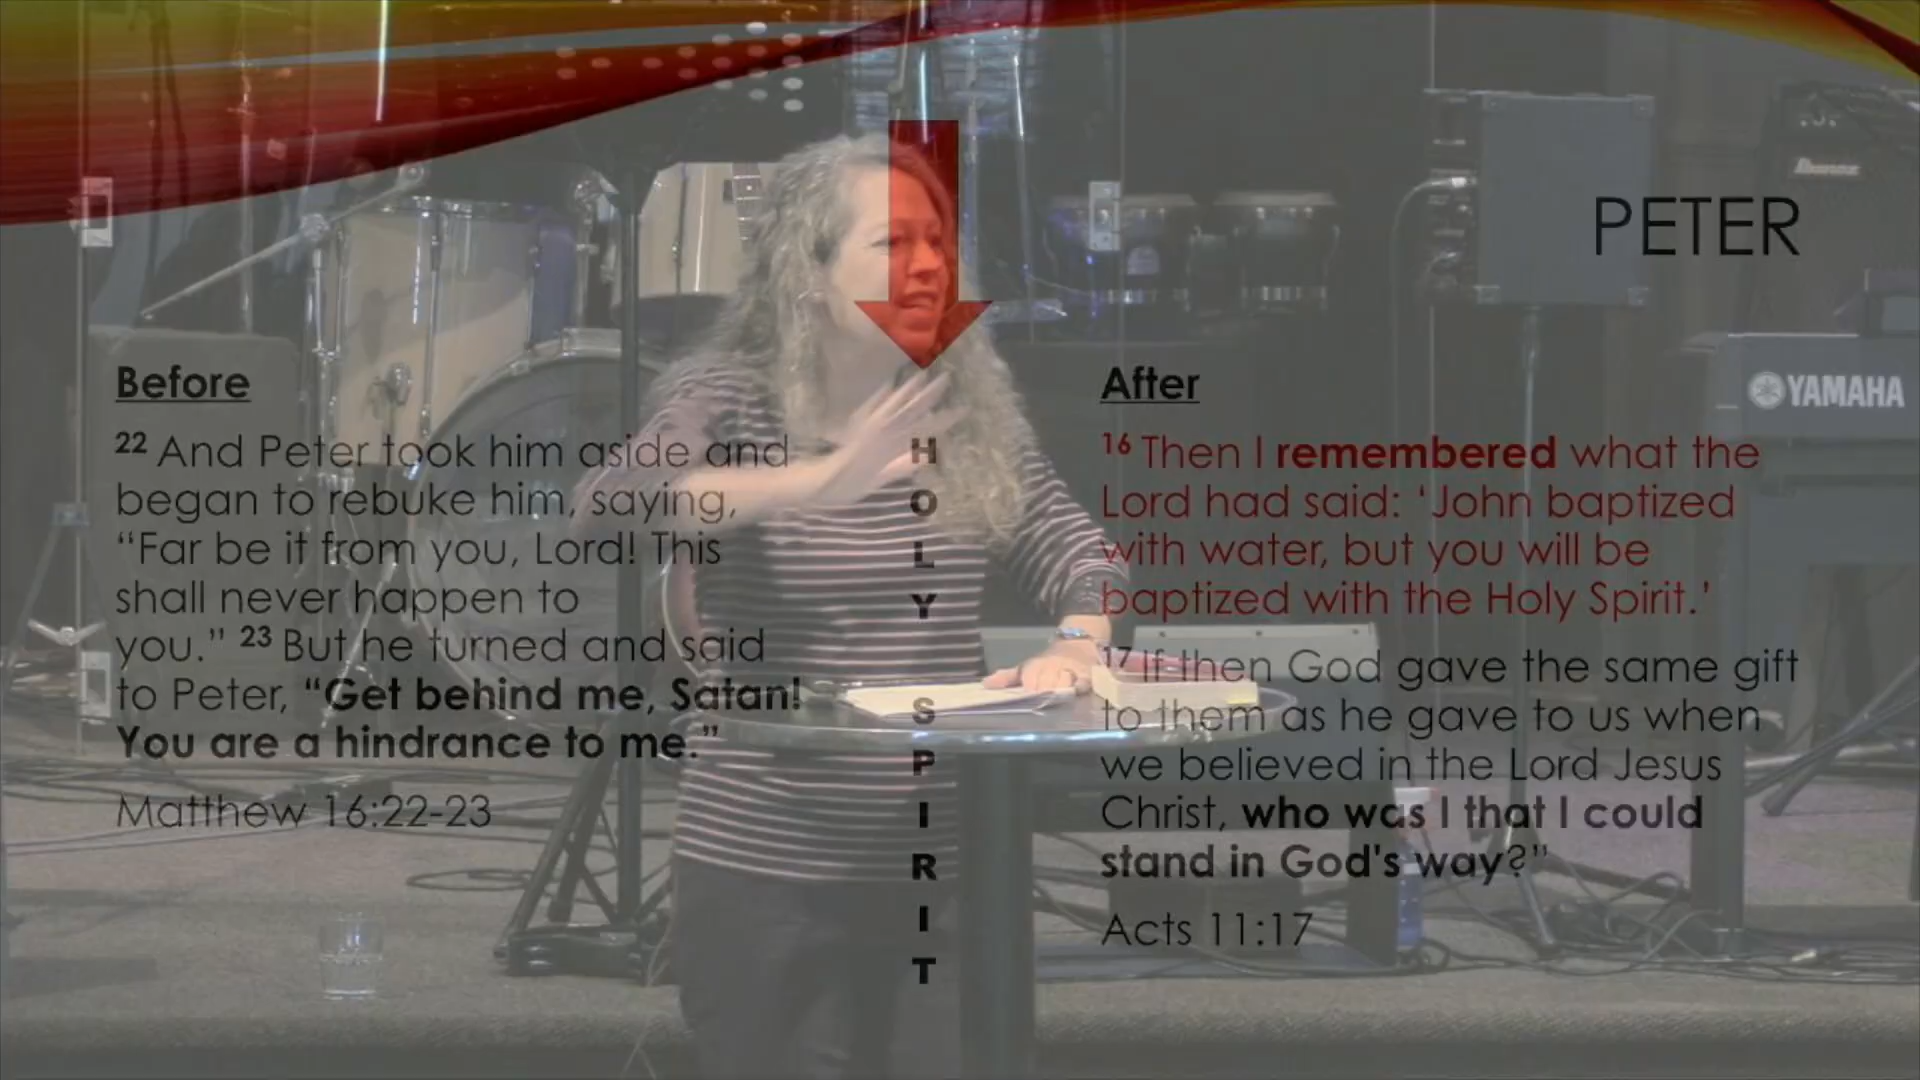 PETER
Before
22 And Peter took him aside and
began to rebuke him, saying,
“Far be it from you, Lord! This
shall never happen to
you.” 23 But he turned and said
to Peter, “Get behind me, Satan!
You are a hindrance to me.”
Matthew 16:22-23
H
O
L
Y
S
P
I
R
I
T
After
16 Then I remembered what the
Lord had said: ‘John baptized
with water, but you will be
baptized with the Holy Spirit.’
17 If then God gave the same gift
to them as he gave to us when
we believed in the Lord Jesus
Christ, who was I that I could
stand in God's way?”
Acts 11:17
Ibanez
YAMAHA